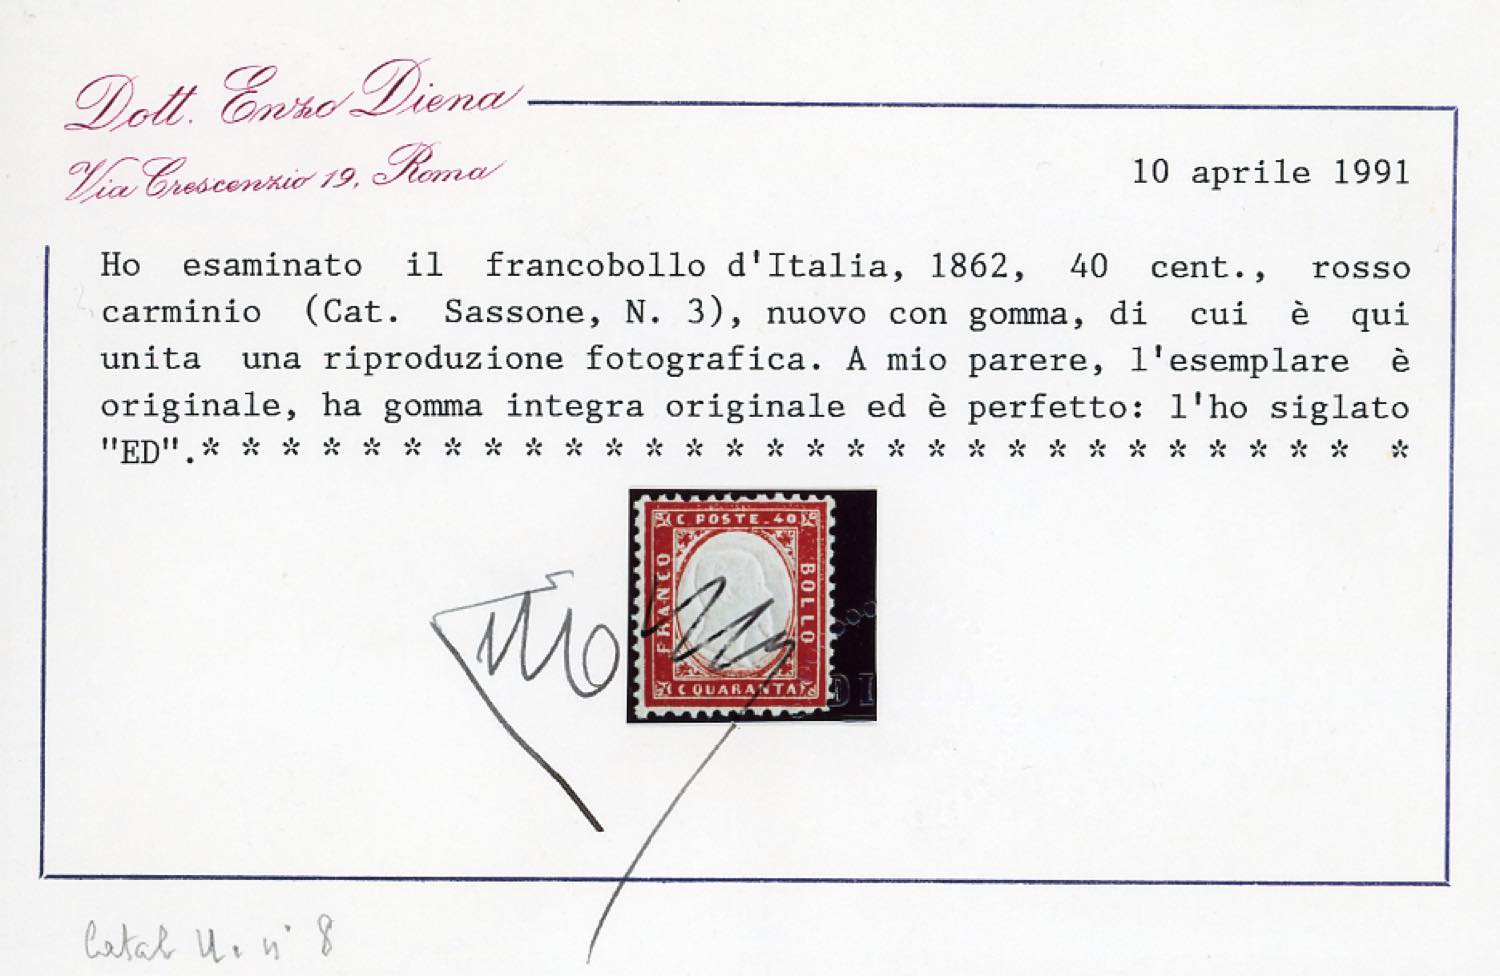 Dott. Enzo Diena
Via Crescenzio 19, Roma
10 aprile 1991
Ho esaminato il francobollo d'Italia, 1862, 40 cent., rosso
carminio (Cat. Sassone, N. 3), nuovo con gomma, di cui è qui
unita una riproduzione fotografica. A mio parere, l'esemplare è
originale, ha gomma integra originale ed è perfetto: l'ho siglato
"ED".* * * * * * * * * * * * * * * * * * * * * * * * * * * * * *
C POSTE. 40
FRANCO
BOLLO
C QUARANTA
DI
n° 8